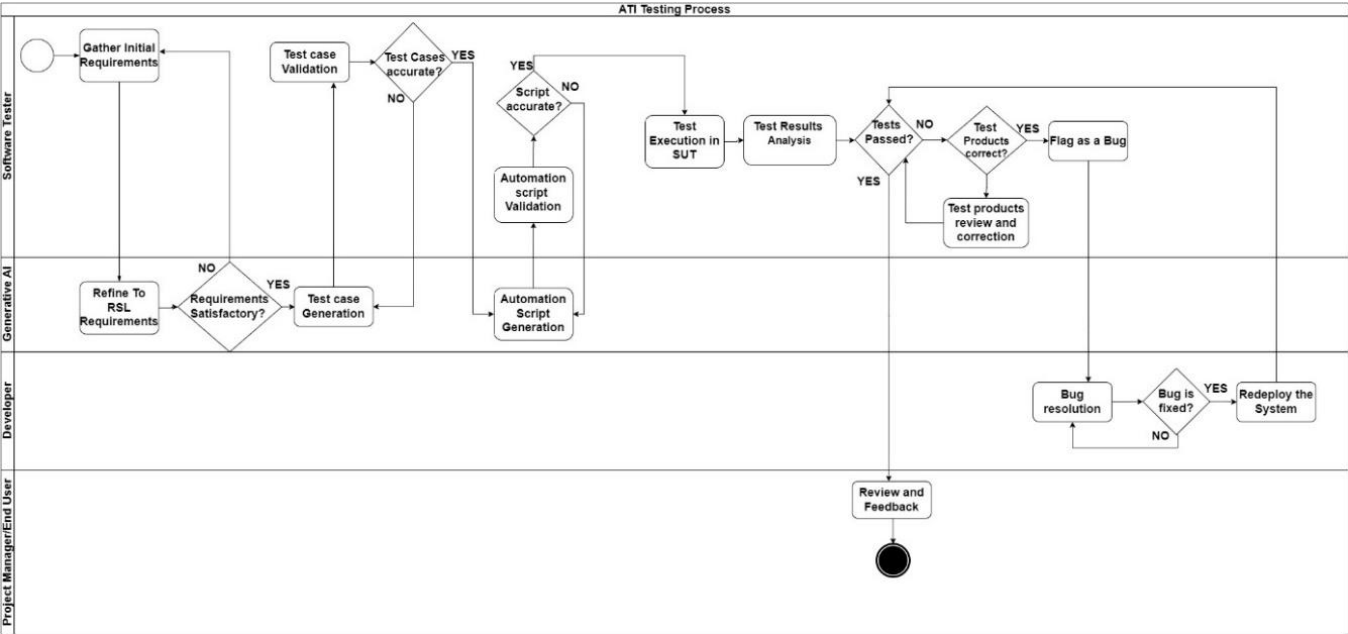 ATI Testing Process
Software Tester
Gather Initial
Requirements
Test case
Validation
Test Cases
accurate?
YES
NO
YES
Script
accurate?
NO
Automation
script
Validation
Test
Execution in
SUT
Test Results
Analysis
Tests
Passed?
NO
YES
Test
Products
correct?
YES
Flag as a Bug
Test products
review and
correction
Generative AI
Refine To
RSL
Requirements
NO
Requirements
Satisfactory?
YES
Test case
Generation
Automation
Script
Generation
Developer
Bug
resolution
Bug is
fixed?
YES
NO
Redeploy the
System
Project Manager/End User
Review and
Feedback